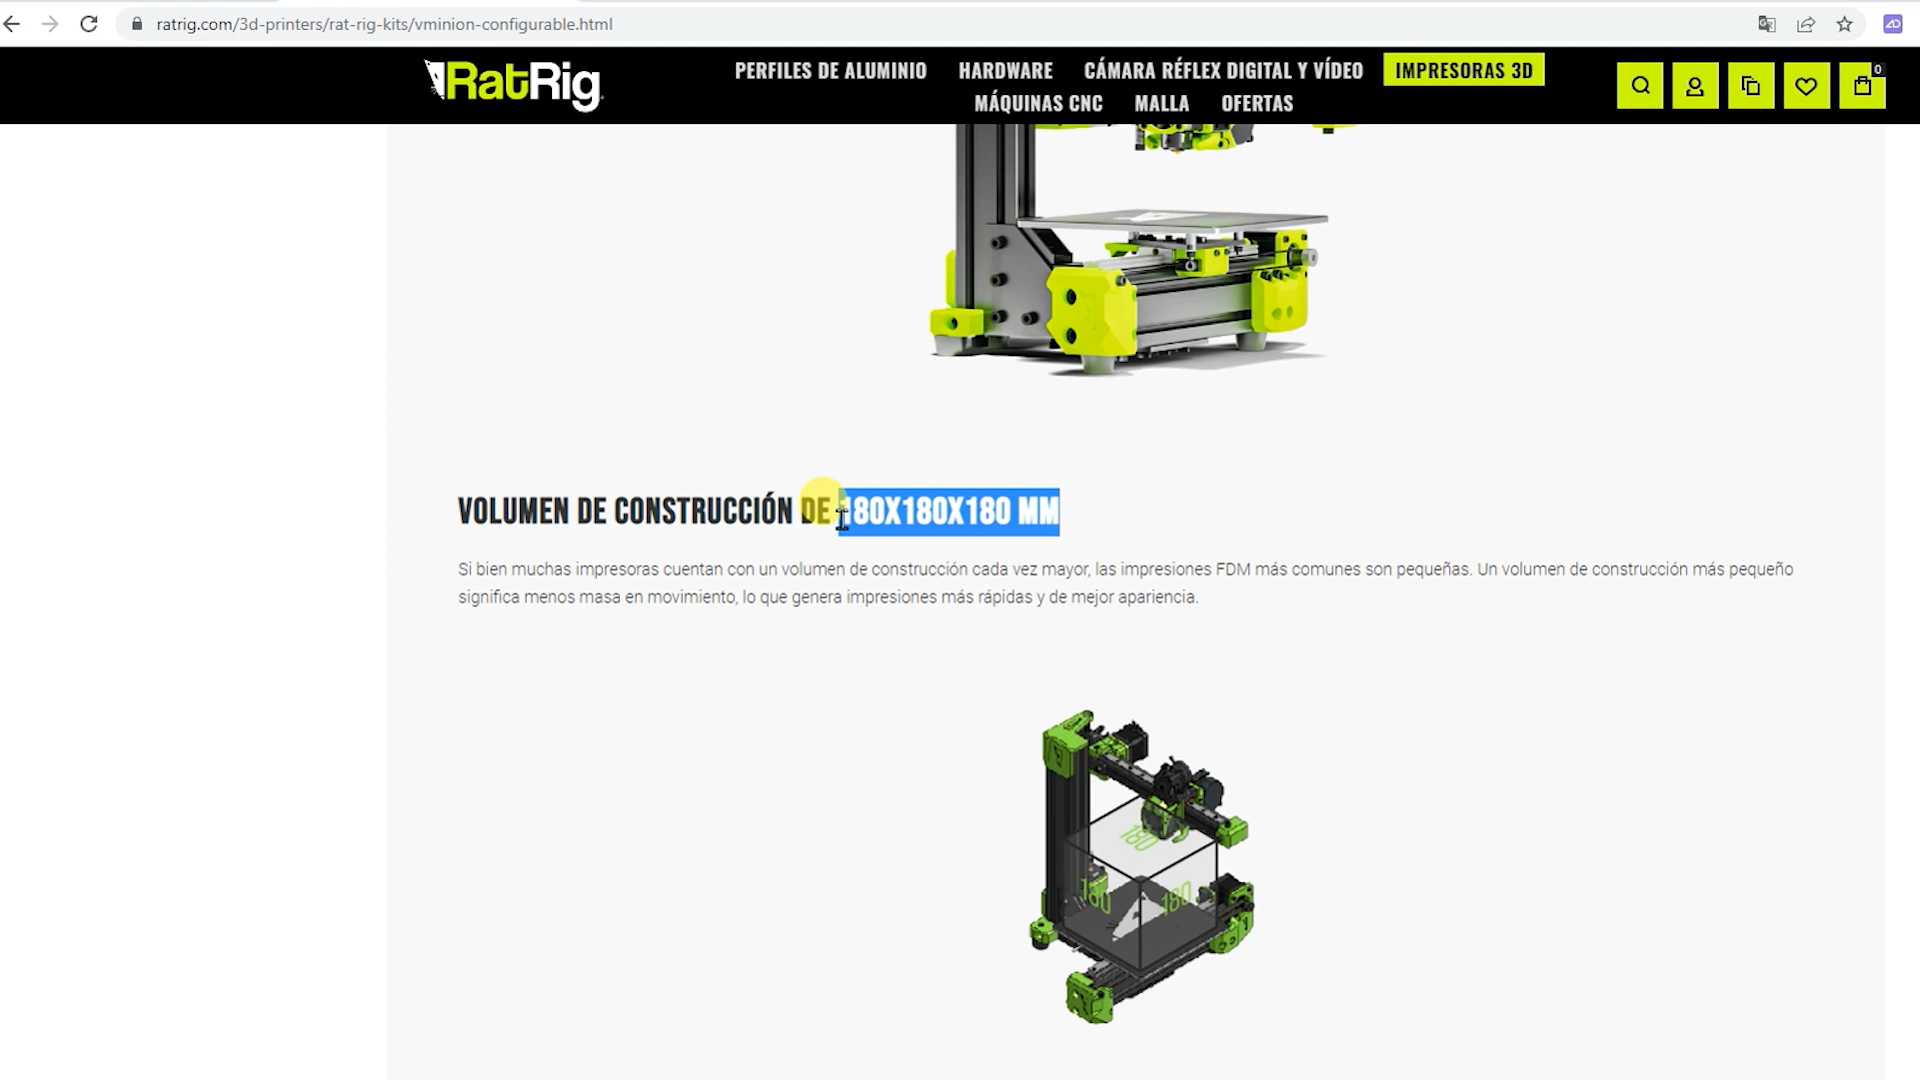 ratrig.com/3d-printers/rat-rig-kits/vminion-configurable.html
RatRig
PERFILES DE ALUMINIO HARDWARE CÁMARA RÉFLEX DIGITAL Y VÍDEO IMPRESORAS 3D
MÁQUINAS CNC MALLA OFERTAS
0
VOLUMEN DE CONSTRUCCIÓN DE 180X180X180 MM
Si bien muchas impresoras cuentan con un volumen de construcción cada vez mayor, las impresiones FDM más comunes son pequeñas. Un volumen de construcción más pequeño
significa menos masa en movimiento, lo que genera impresiones más rápidas y de mejor apariencia.
180
180
180